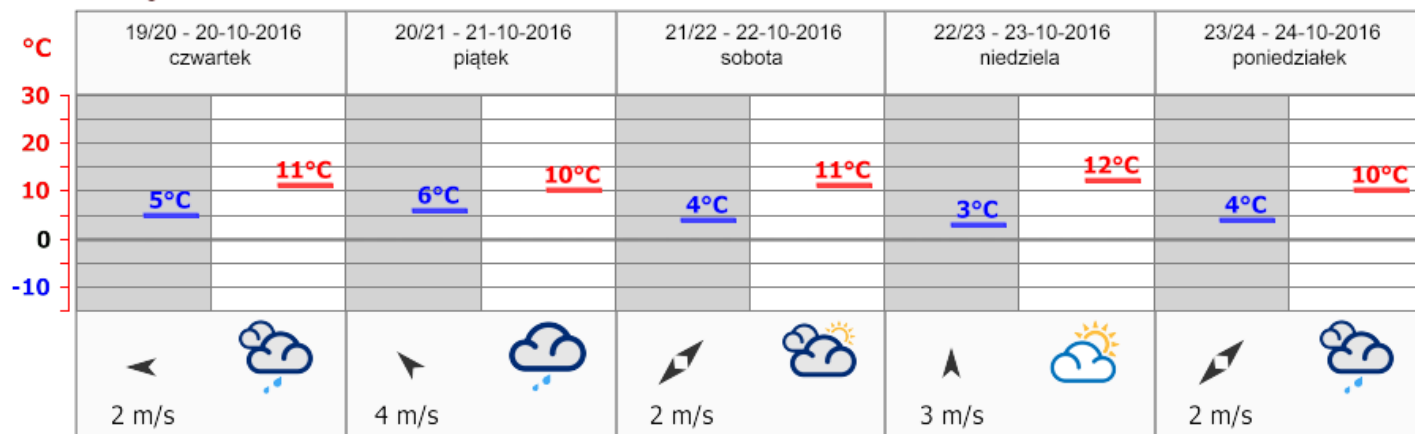 19/20 - 20-10-2016 20/21 - 21-10-2016 21/22 - 22-10-2016 22/23 - 23-10-2016 23/24 - 24-10-2016
°C czwartek piątek sobota niedziela poniedziałek
30
20
11°C 10°C 11°C 12°C 10°C
10 5°C 6°C 4°C 3°C 4°C
0
-10
2 m/s 4 m/s 2 m/s 3 m/s 2 m/s